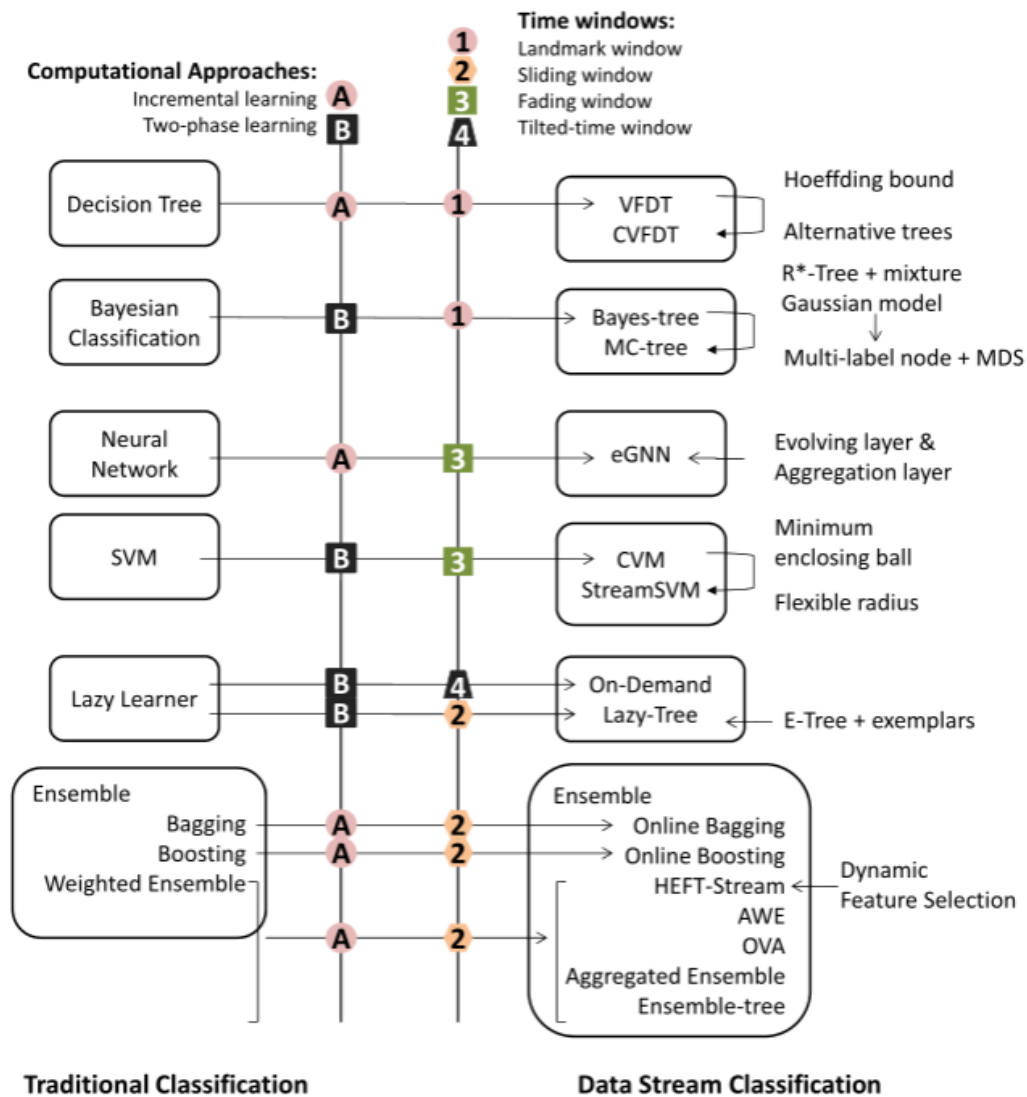 Time windows:
1 Landmark window
2 Sliding window
3 Fading window
4 Tilted-time window
Computational Approaches:
Incremental learning A
Two-phase learning B
Decision Tree
A
1
VFDT
CVFDT
Hoeffding bound
Alternative trees
Bayesian
Classification
B
1
Bayes-tree
MC-tree
R*-Tree + mixture
Gaussian model
Multi-label node + MDS
Neural
Network
A
3
eGNN
Evolving layer &
Aggregation layer
SVM
B
3
CVM
StreamSVM
Minimum
enclosing ball
Flexible radius
Lazy Learner
B
4
B
2
On-Demand
Lazy-Tree
E-Tree + exemplars
Ensemble
Bagging
Boosting
Weighted Ensemble
A
2
A
2
A
2
Ensemble
Online Bagging
Online Boosting
HEFT-Stream
AWE
OVA
Aggregated Ensemble
Ensemble-tree
Dynamic
Feature Selection
Traditional Classification
Data Stream Classification